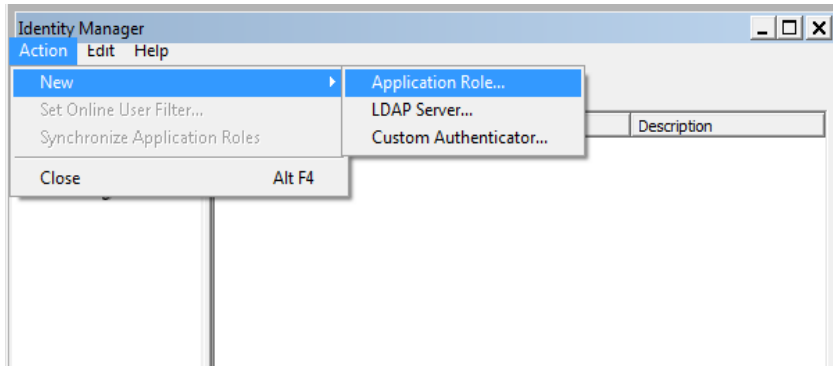 Identity Manager
Action Edit Help
New Application Role...
Set Online User Filter... LDAP Server... Description
Synchronize Application Roles Custom Authenticator...
Close Alt F4